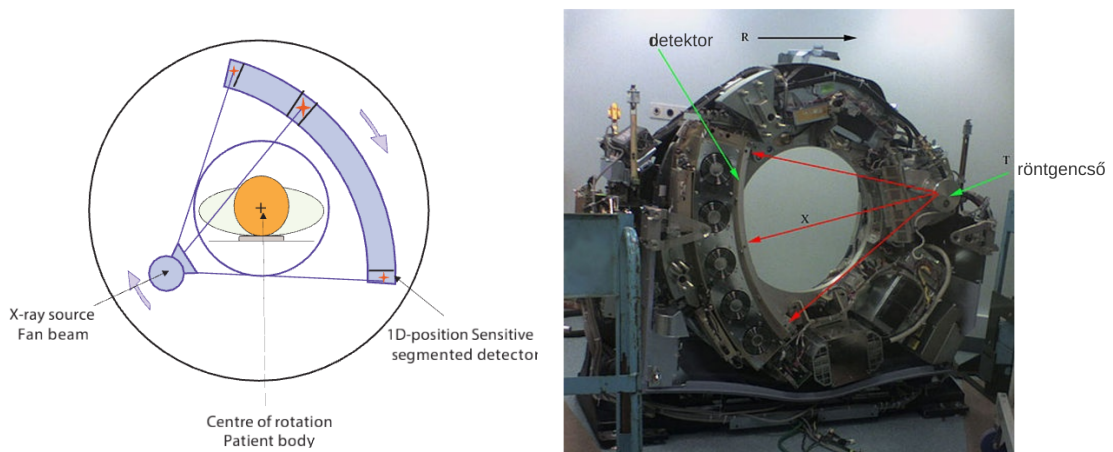 X-ray source
Fan beam
1D-position Sensitive
segmented detector
Centre of rotation
Patient body
detektor
R
T
röntgencső
X